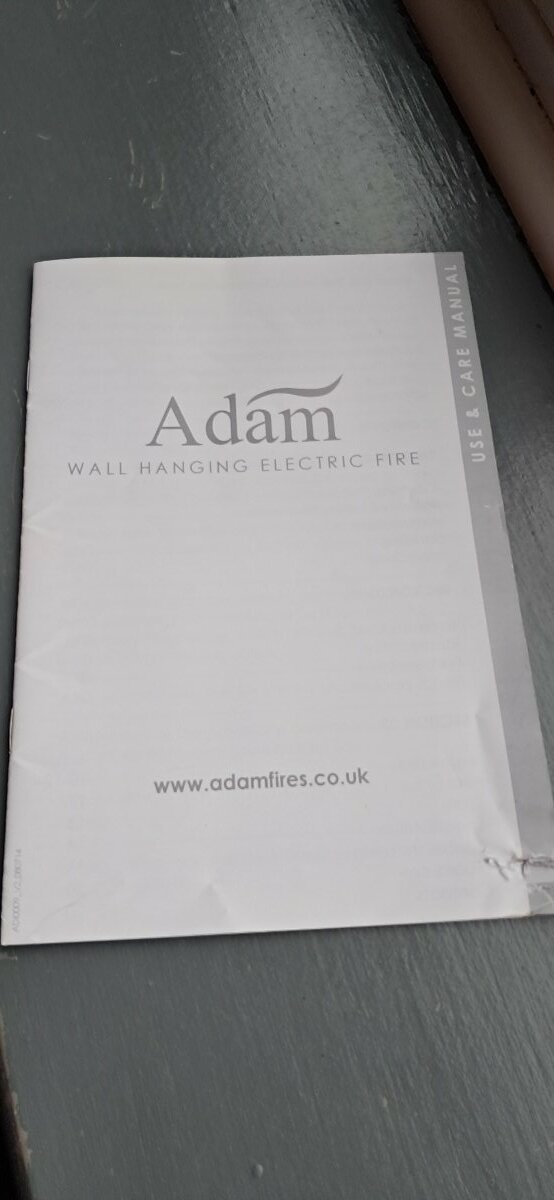 Adam
WALL HANGING ELECTRIC FIRE
USE & CARE MANUAL
www.adamfires.co.uk